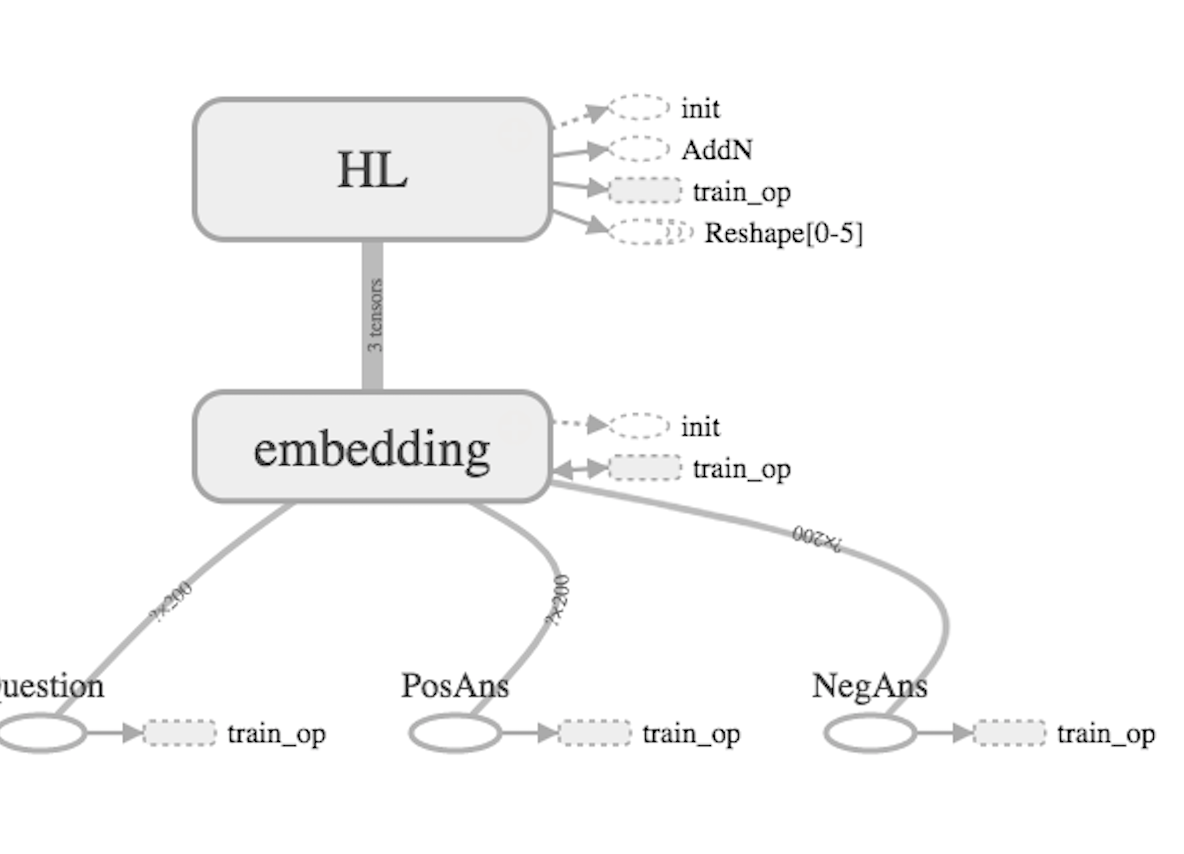 init
HL
AddN
train_op
Reshape[0-5]
3 tensors
init
embedding
train_op
?×200
?×200
?×200
uestion
PosAns
NegAns
train_op
train_op
train_op